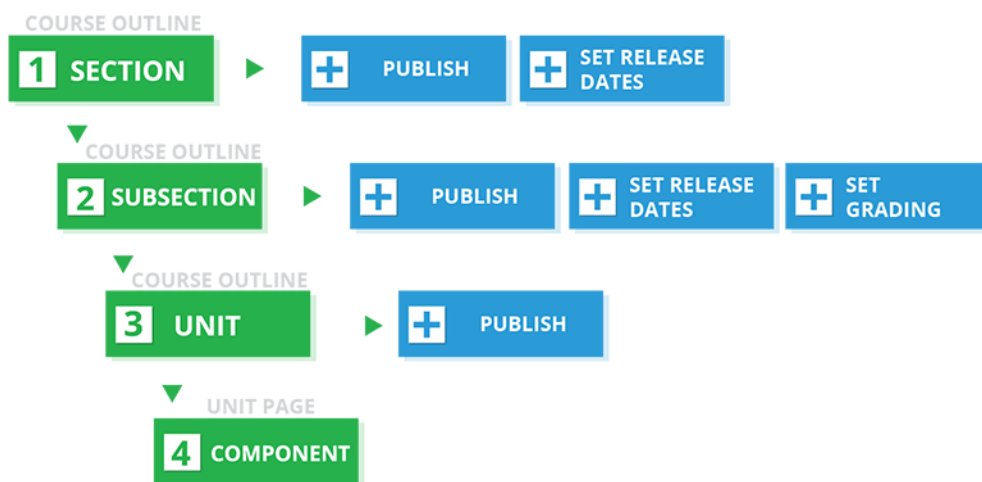 COURSE OUTLINE
1 SECTION
PUBLISH
SET RELEASE
DATES
COURSE OUTLINE
2 SUBSECTION
PUBLISH
SET RELEASE
DATES
SET
GRADING
COURSE OUTLINE
3 UNIT
PUBLISH
UNIT PAGE
4 COMPONENT